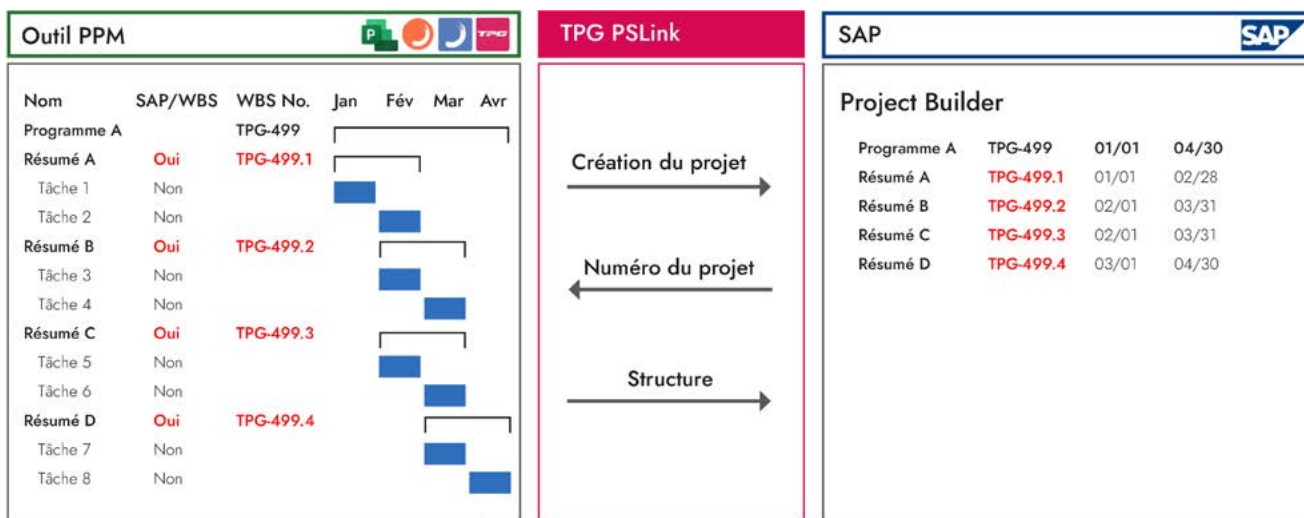 Outil PPM
P
TPG
Nom SAP/WBS WBS No. Jan Fév Mar Avr
Programme A TPG-499
Résumé A Oui TPG-499.1
Tâche 1 Non
Tâche 2 Non
Résumé B Oui TPG-499.2
Tâche 3 Non
Tâche 4 Non
Résumé C Oui TPG-499.3
Tâche 5 Non
Tâche 6 Non
Résumé D Oui TPG-499.4
Tâche 7 Non
Tâche 8 Non
TPG PSLink
Création du projet
Numéro du projet
Structure
SAP
SAP
Project Builder
Programme A TPG-499 01/01 04/30
Résumé A TPG-499.1 01/01 02/28
Résumé B TPG-499.2 02/01 03/31
Résumé C TPG-499.3 02/01 03/31
Résumé D TPG-499.4 03/01 04/30